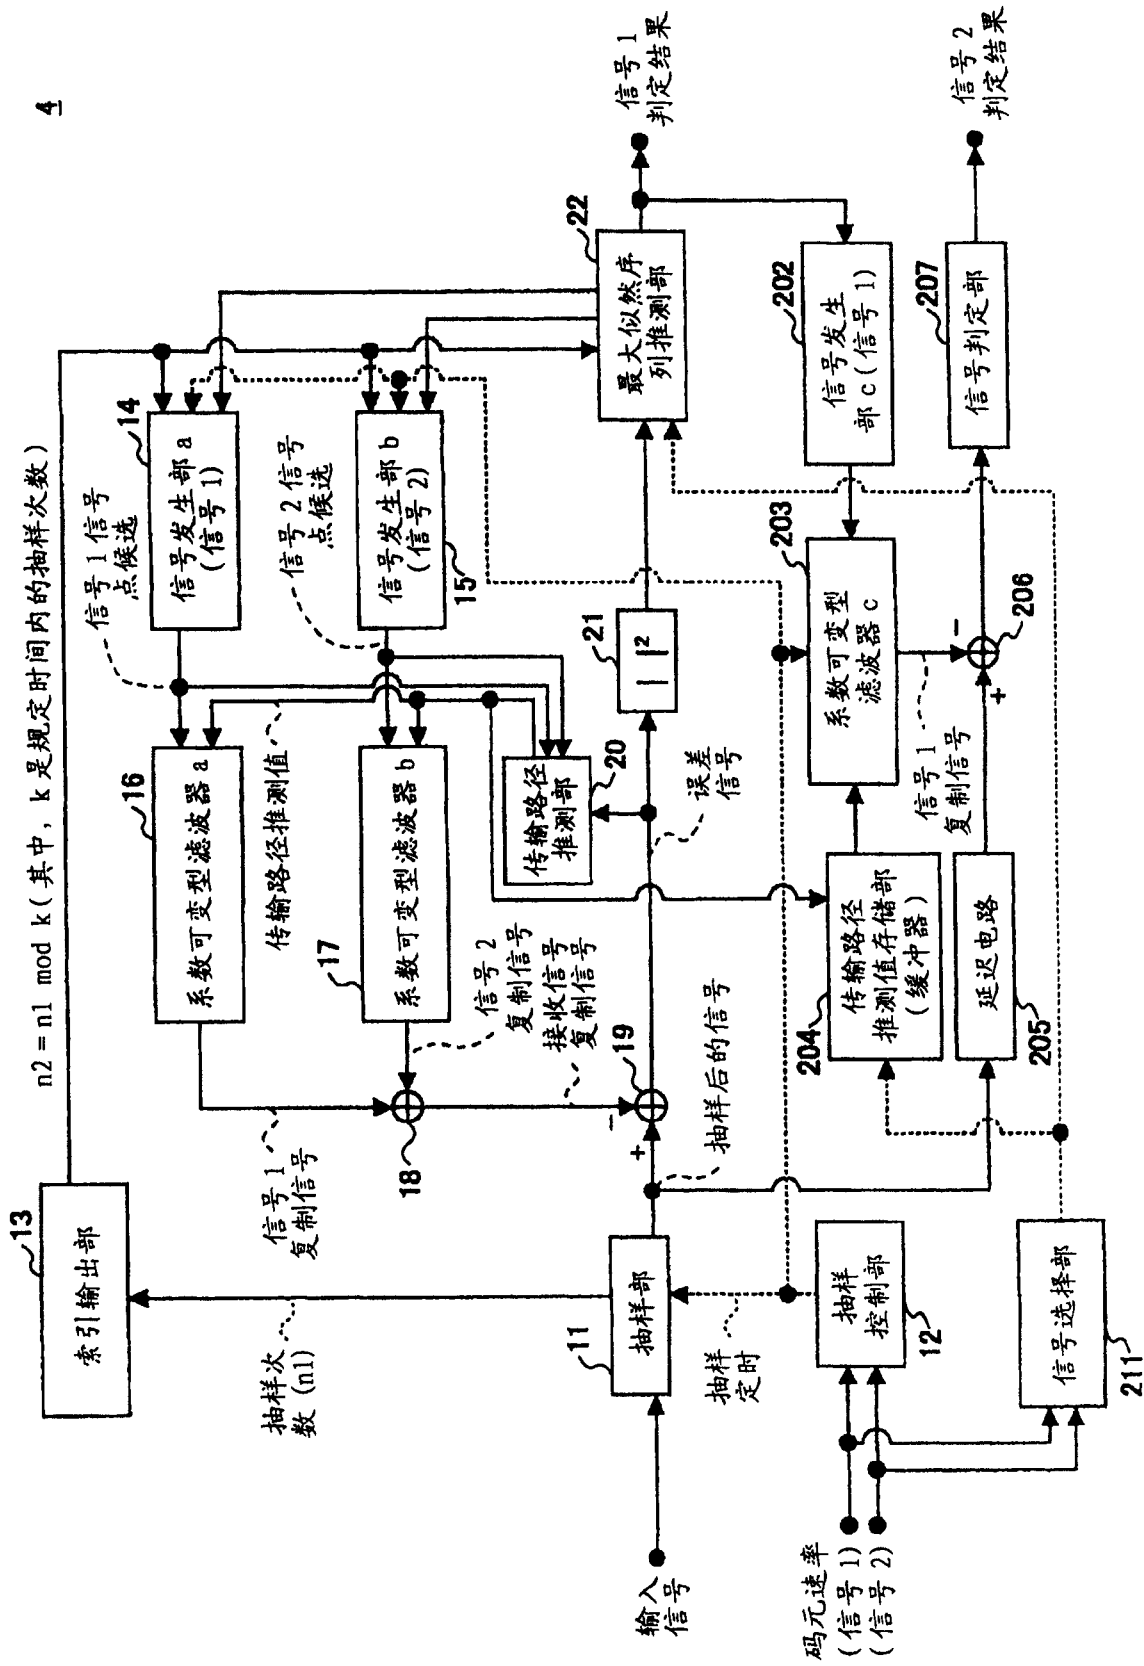 4
n2 = n1 mod k ( 其中, k 是规定时间内的抽样次数)
13
索引输出部
抽样次
数 (n1)
信号 1
复制信号
16
系数可变型滤波器 a
传输路径推测值
信号 1 信号
点候选
14
信号发生部 a
(信号 1)
17
系数可变型滤波器 b
信号 2
复制信号
信号 2 信号
点候选
信号发生部 b
(信号 2)
15
18
接收信号
复制信号
传输路径
推测部
20
输入
信号
11
抽样部
抽样
定时
+
−
19
抽样后的信号
误差
信号
21
| |²
22
最大似然序
列推测部
信号 1
判定结果
码元速率
(信号 1)
(信号 2)
抽样
控制部
12
204
传输路径
推测值存储部
(缓冲器)
203
系数可变型
滤波器 c
202
信号发生
部 c (信号 1)
信号 1
复制信号
延迟电路
205
+
−
206
207
信号判定部
信号 2
判定结果
信号选择部
211